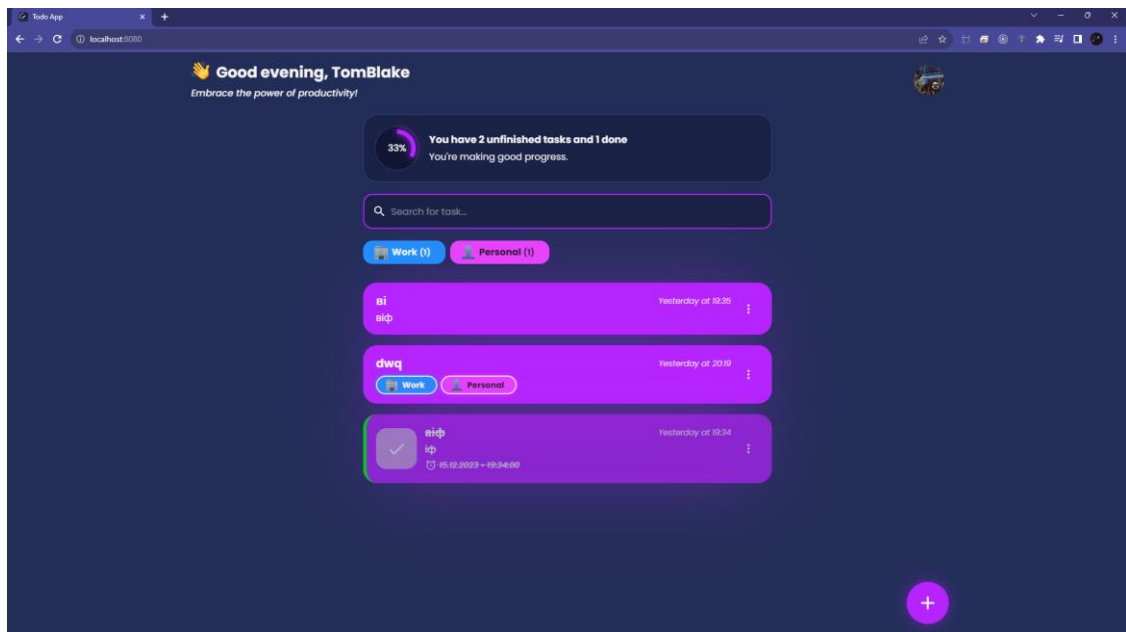 Todo App
localhost:8080
👋 Good evening, TomBlake
Embrace the power of productivity!
33%
You have 2 unfinished tasks and 1 done
You're making good progress.
Search for task...
Work (1) Personal (1)
ві Yesterday at 19:35
віф
dwq Yesterday at 20:19
Work Personal
віф Yesterday at 19:34
іф
15.12.2023 - 19:34:00